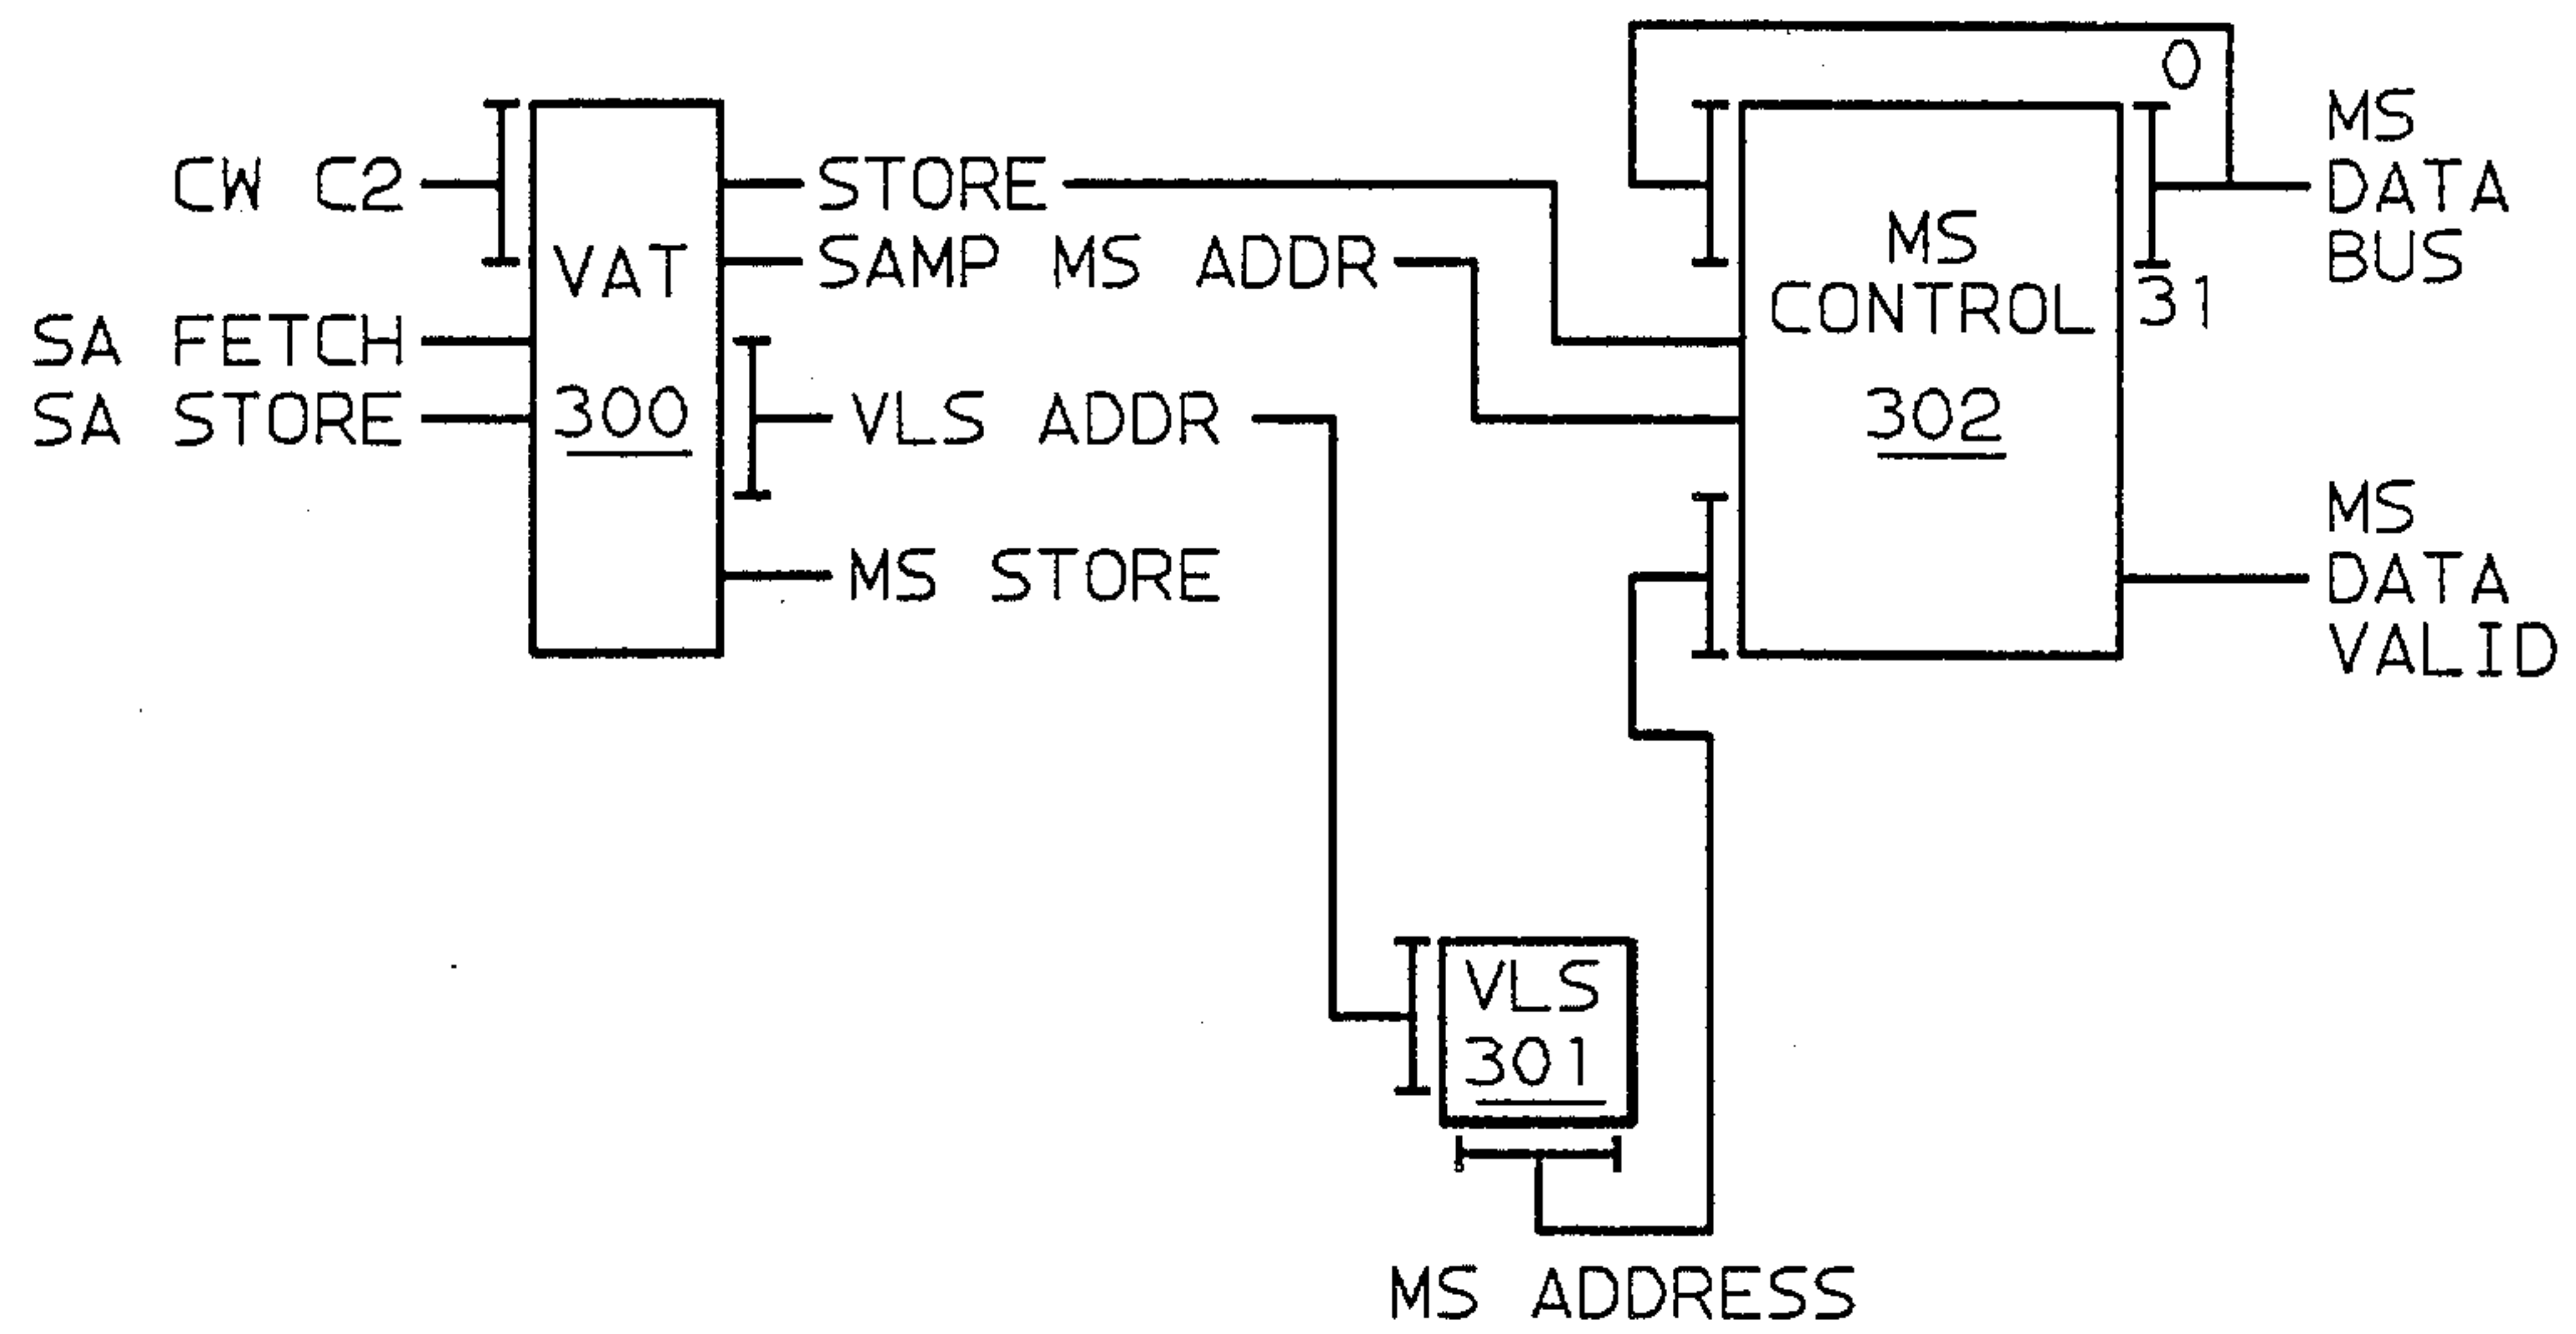 CW C2
SA FETCH
SA STORE
VAT
300
STORE
SAMP MS ADDR
VLS ADDR
MS STORE
MS
CONTROL
302
0
31
MS
DATA
BUS
MS
DATA
VALID
VLS
301
MS ADDRESS